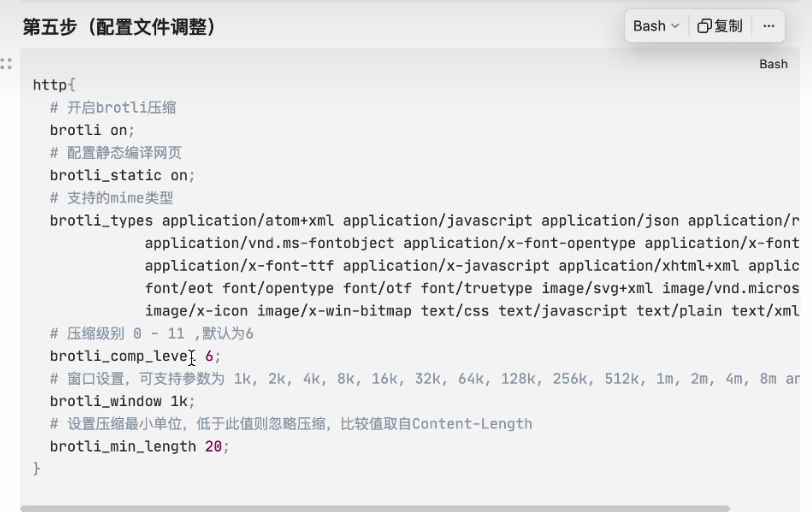 第五步（配置文件调整）
Bash
复制
...
Bash
http{
# 开启brotli压缩
brotli on;
# 配置静态编译网页
brotli_static on;
# 支持的mime类型
brotli_types application/atom+xml application/javascript application/json application/r
application/vnd.ms-fontobject application/x-font-opentype application/x-font
application/x-font-ttf application/x-javascript application/xhtml+xml applic
font/eot font/opentype font/otf font/truetype image/svg+xml image/vnd.micros
image/x-icon image/x-win-bitmap text/css text/javascript text/plain text/xml
# 压缩级别 0 - 11 ,默认为6
brotli_comp_level 6;
# 窗口设置，可支持参数为 1k, 2k, 4k, 8k, 16k, 32k, 64k, 128k, 256k, 512k, 1m, 2m, 4m, 8m an
brotli_window 1k;
# 设置压缩最小单位，低于此值则忽略压缩，比较值取自Content-Length
brotli_min_length 20;
}